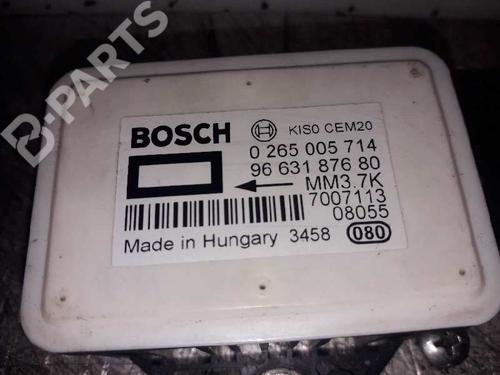 B-PARTS
BOSCH
KIS0 CEM20
0 265 005 714
96 631 876 80
MM3.7K
7007113
08055
Made in Hungary 3458
080